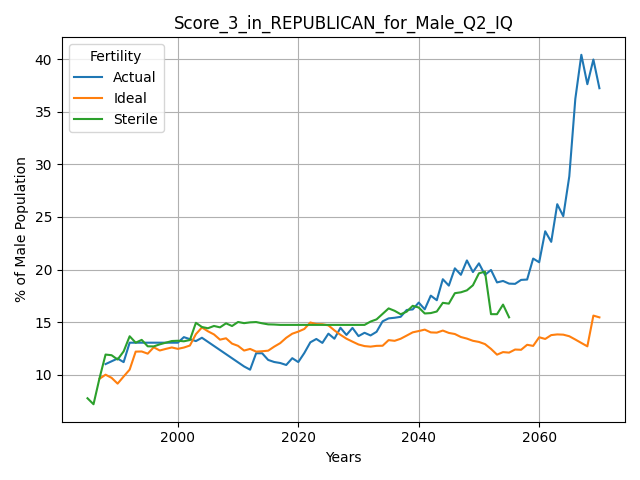 Score_3_in_REPUBLICAN_for_Male_Q2_IQ
Fertility
Actual
Ideal
Sterile
% of Male Population
40
35
30
25
20
15
10
2000
2020
2040
2060
Years